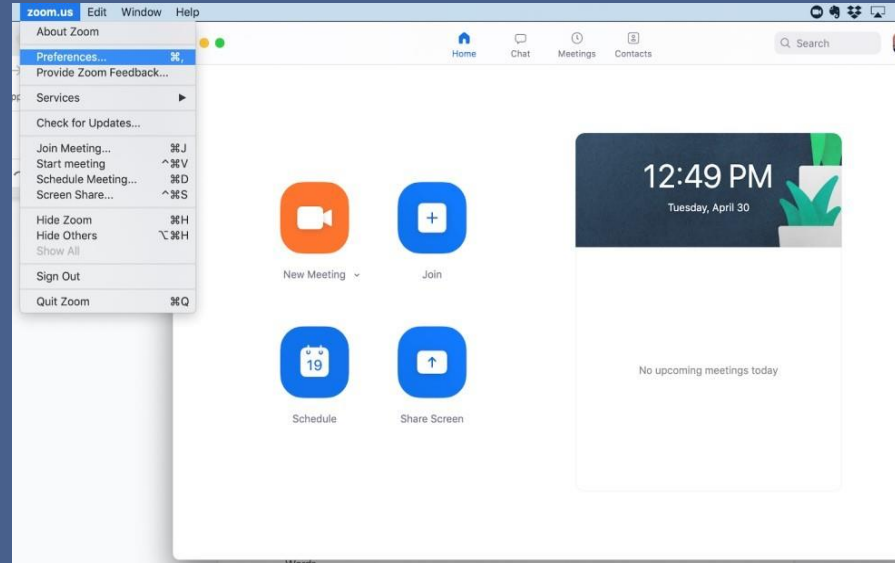 zoom.us Edit Window Help
About Zoom
Preferences... ⌘,
Provide Zoom Feedback...
Services
Check for Updates...
Join Meeting... ⌘J
Start meeting ^⌘V
Schedule Meeting... ⌘D
Screen Share... ^⌘S
Hide Zoom ⌘H
Hide Others ⌥⌘H
Show All
Sign Out
Quit Zoom ⌘Q
Home Chat Meetings Contacts
Search
New Meeting
Join
19
Schedule
Share Screen
12:49 PM
Tuesday, April 30
No upcoming meetings today